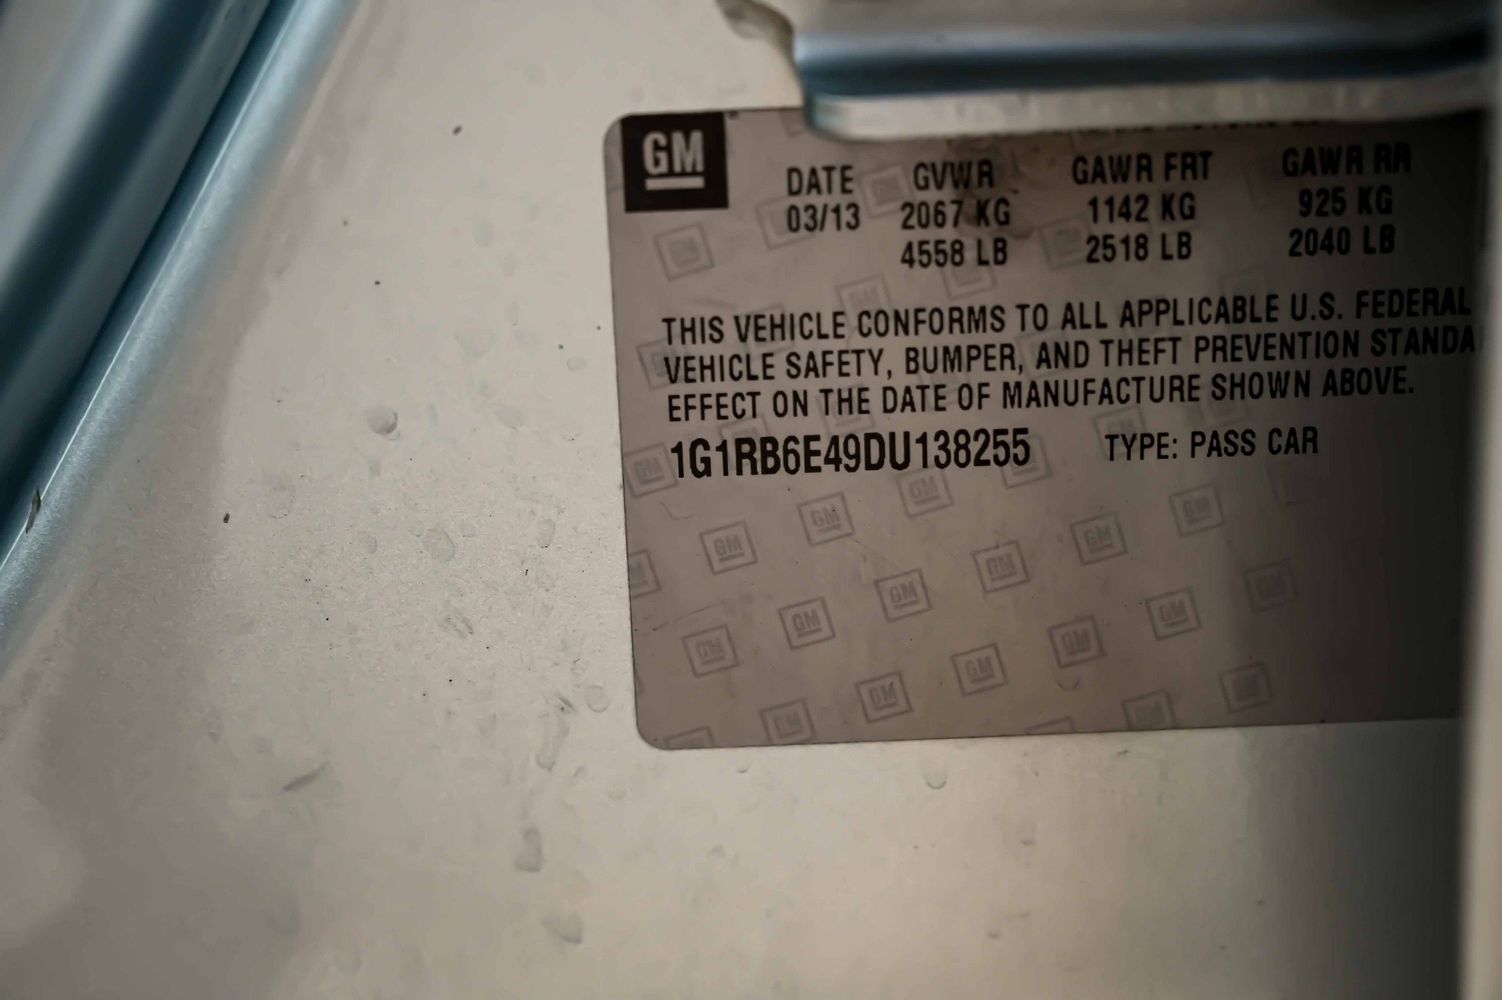 GM
DATE GVWR GAWR FRT GAWR RR
03/13 2067 KG 1142 KG 925 KG
4558 LB 2518 LB 2040 LB
THIS VEHICLE CONFORMS TO ALL APPLICABLE U.S. FEDERAL
VEHICLE SAFETY, BUMPER, AND THEFT PREVENTION STANDA
EFFECT ON THE DATE OF MANUFACTURE SHOWN ABOVE.
1G1RB6E49DU138255 TYPE: PASS CAR